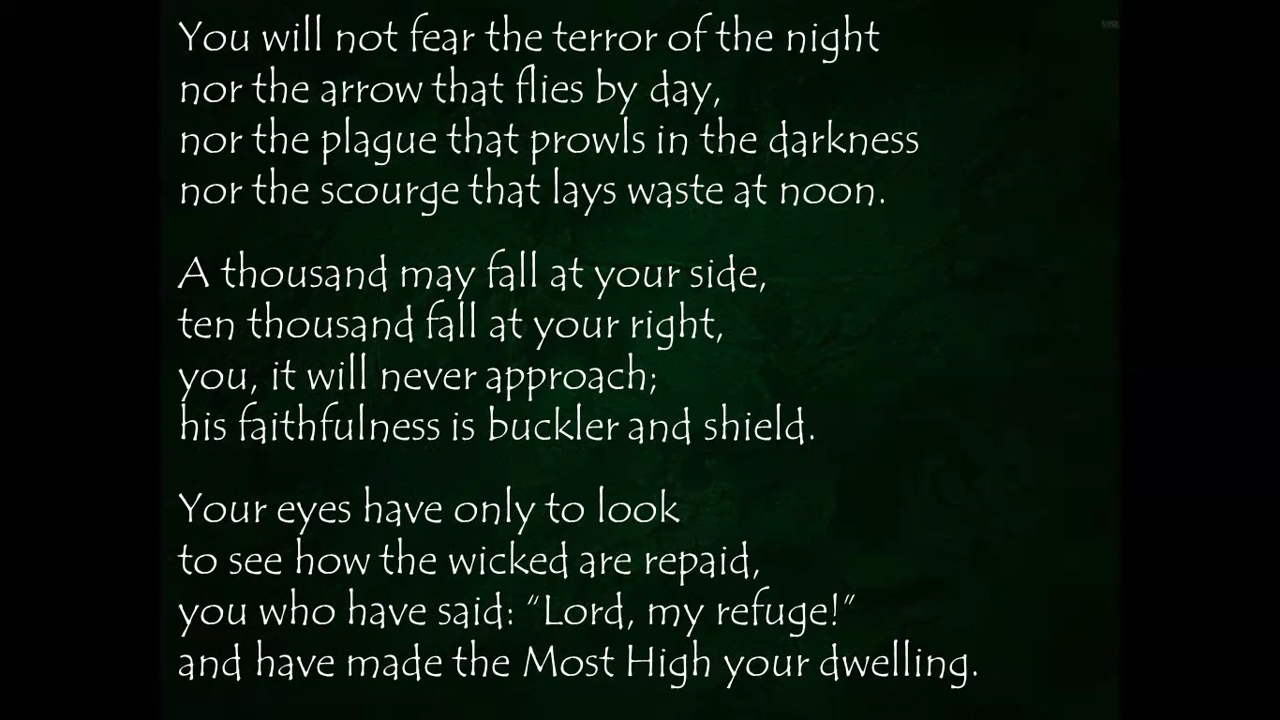 You will not fear the terror of the night
nor the arrow that flies by day,
nor the plague that prowls in the darkness
nor the scourge that lays waste at noon.
A thousand may fall at your side,
ten thousand fall at your right,
you, it will never approach;
his faithfulness is buckler and shield.
Your eyes have only to look
to see how the wicked are repaid,
you who have said: “Lord, my refuge!”
and have made the Most High your dwelling.